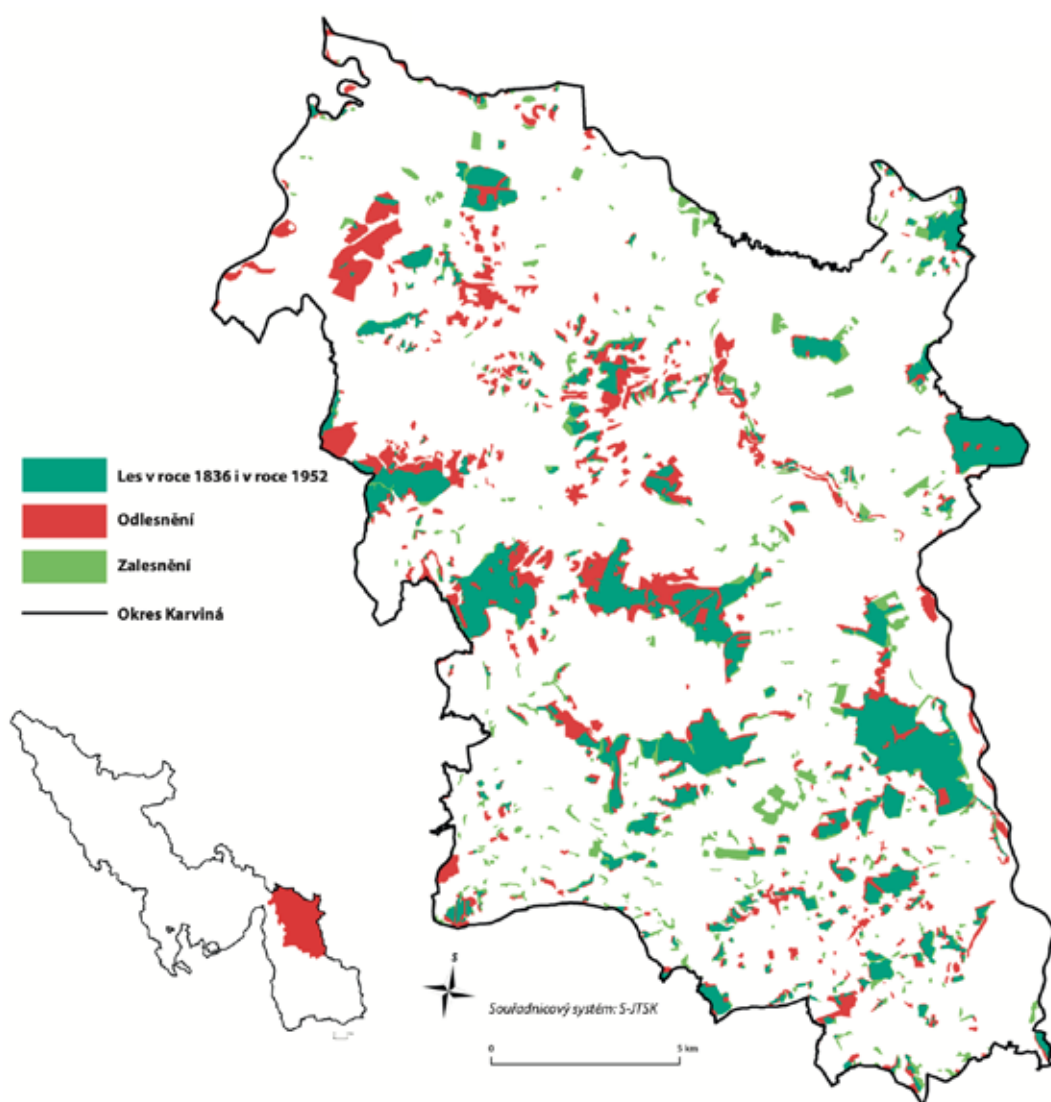 Les v roce 1836 i v roce 1952
Odlesnění
Zalesnění
Okres Karviná
S
Souřadnicový systém: S-JTSK
0 5 km